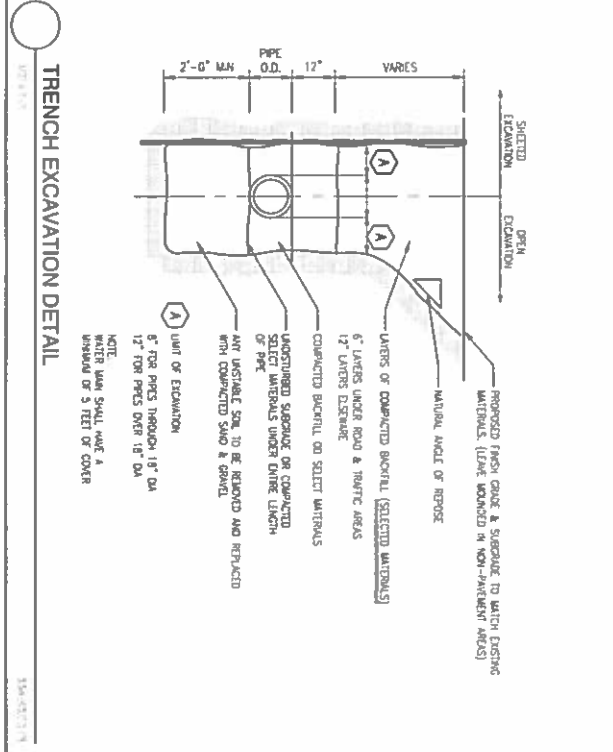 SHEETED
EXCAVATION
OPEN
EXCAVATION
PROPOSED FINISH GRADE & SUBGRADE TO MATCH EXISTING
MATERIALS. (LEAVE MOUNDED IN NON-PAVEMENT AREAS)
NATURAL ANGLE OF REPOSE
LAYERS OF COMPACTED BACKFILL (SELECTED MATERIALS)
6" LAYERS UNDER ROAD & TRAFFIC AREAS
12" LAYERS ELSEWARE
COMPACTED BACKFILL OD SELECT MATERIALS
UNDISTURBED SUBGRADE OR COMPACTED
SELECT MATERIALS UNDER ENTIRE LENGTH
OF PIPE
ANY UNSTABLE SOIL TO BE REMOVED AND REPLACED
WITH COMPACTED SAND & GRAVEL
VARIES
12"
PIPE
O.D.
2'-0" MIN
A
A
A LIMIT OF EXCAVATION
8" FOR PIPES THROUGH 18" DIA
12" FOR PIPES OVER 18" DIA
NOTE:
WATER MAIN SHALL HAVE A
MINIMUM OF 5 FEET OF COVER
TRENCH EXCAVATION DETAIL